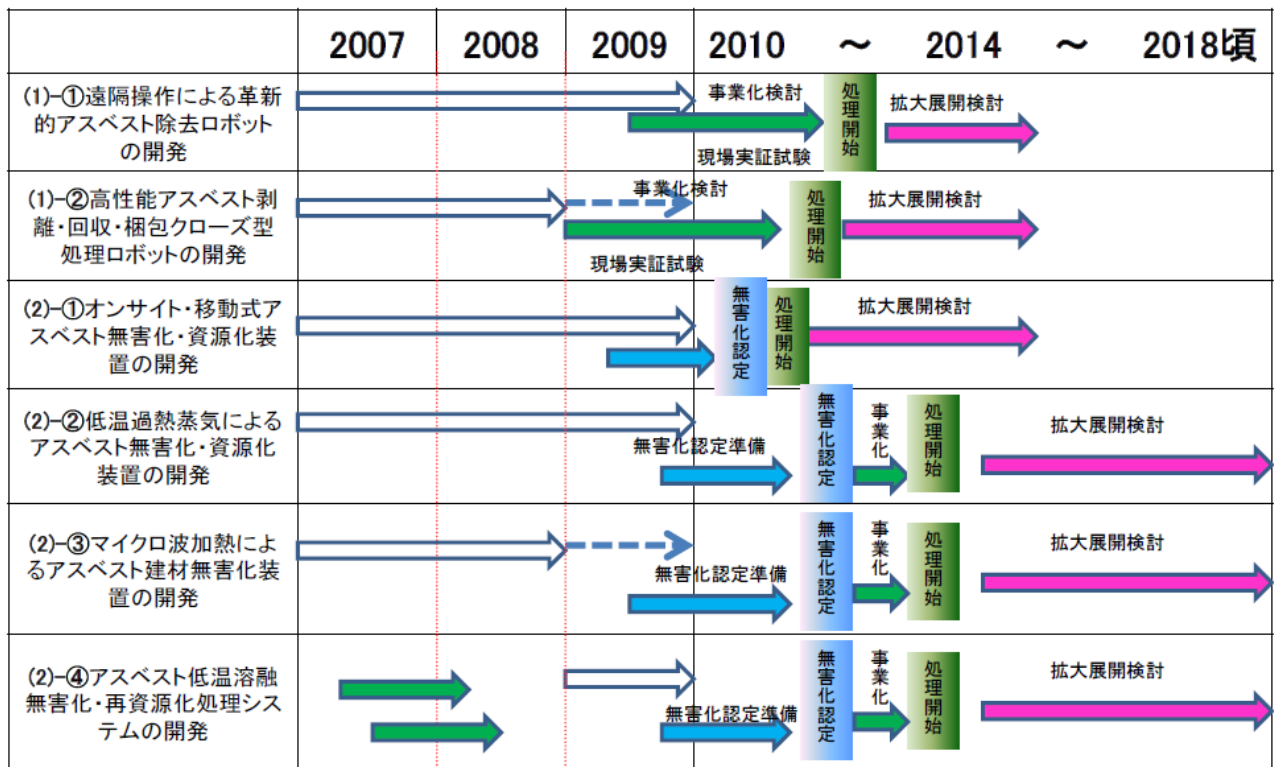 2007 2008 2009 2010 ～ 2014 ～ 2018頃
(1)-①遠隔操作による革新
的アスベスト除去ロボット
の開発
事業化検討
現場実証試験
処理開始
拡大展開検討
(1)-②高性能アスベスト剥
離・回収・梱包クローズ型
処理ロボットの開発
事業化検討
現場実証試験
処理開始
拡大展開検討
(2)-①オンサイト・移動式ア
スベスト無害化・資源化装
置の開発
無害化認定
処理開始
拡大展開検討
(2)-②低温過熱蒸気による
アスベスト無害化・資源化
装置の開発
無害化認定準備
無害化認定
事業化
処理開始
拡大展開検討
(2)-③マイクロ波加熱によ
るアスベスト建材無害化装
置の開発
無害化認定準備
無害化認定
事業化
処理開始
拡大展開検討
(2)-④アスベスト低温溶融
無害化・再資源化処理シス
テムの開発
無害化認定準備
無害化認定
事業化
処理開始
拡大展開検討